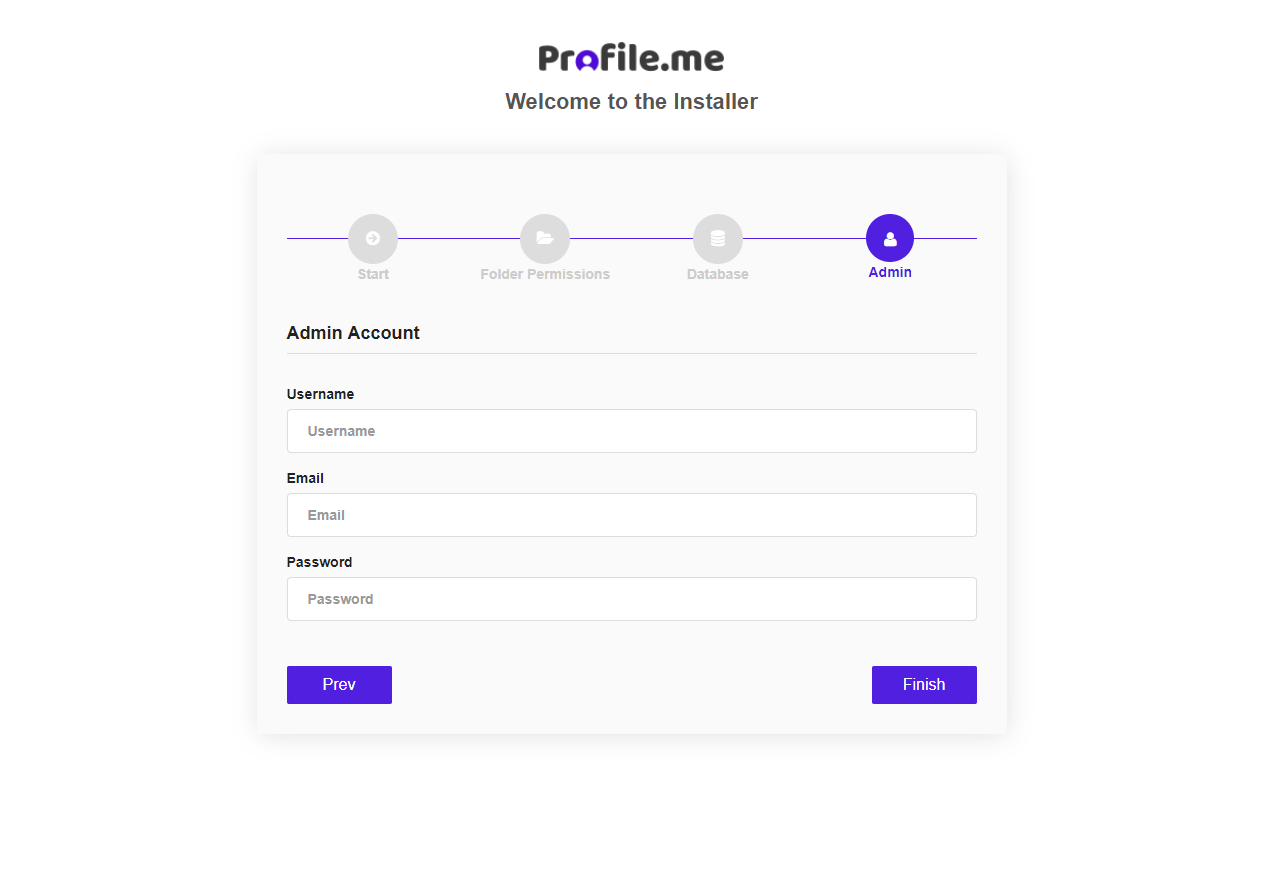 Profile.me
Welcome to the Installer
Start
Folder Permissions
Database
Admin
Admin Account
Username
Username
Email
Email
Password
Password
Prev
Finish